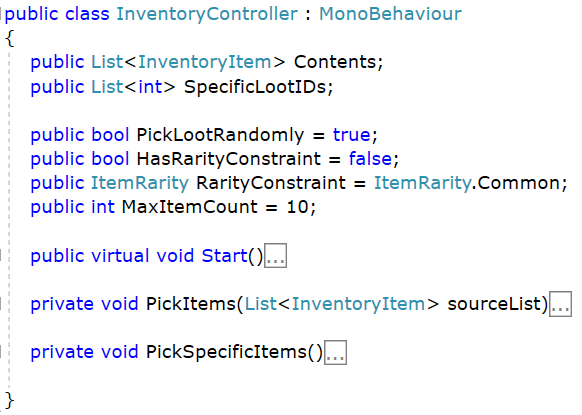 public class InventoryController : MonoBehaviour
{
public List<InventoryItem> Contents;
public List<int> SpecificLootIDs;
public bool PickLootRandomly = true;
public bool HasRarityConstraint = false;
public ItemRarity RarityConstraint = ItemRarity.Common;
public int MaxItemCount = 10;
public virtual void Start()...
private void PickItems(List<InventoryItem> sourceList)...
private void PickSpecificItems()...
}